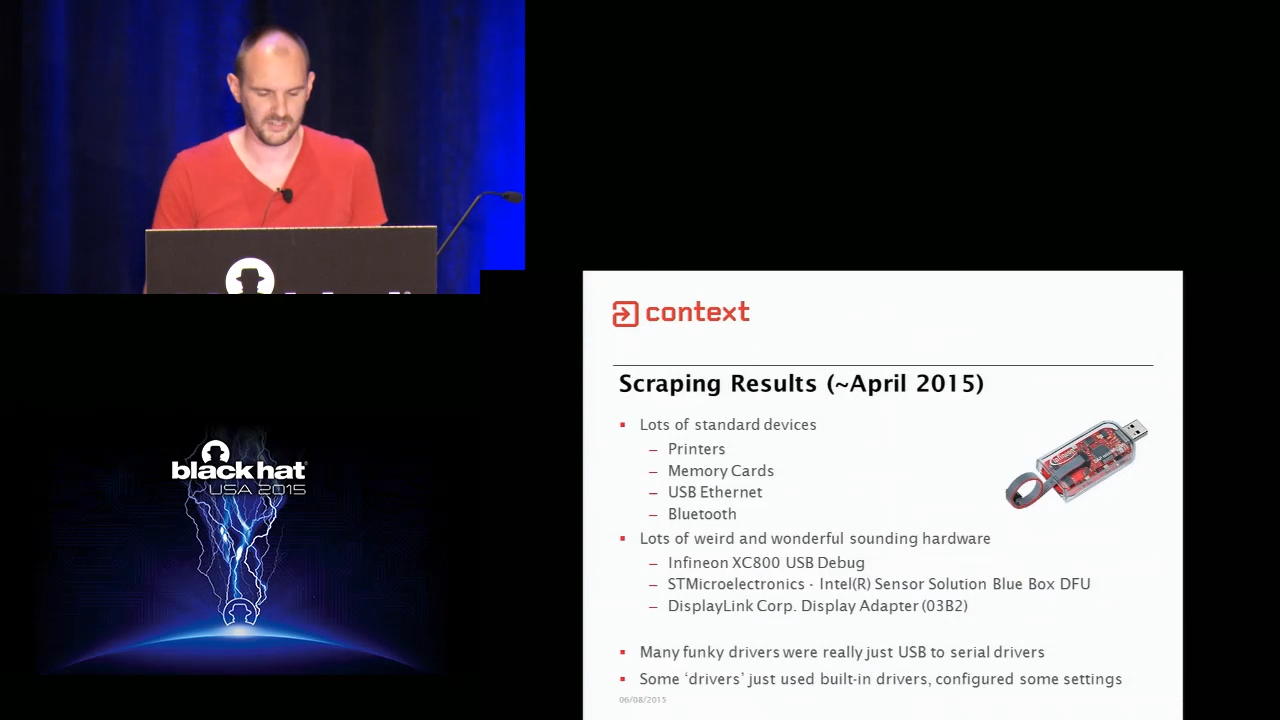 context
Scraping Results (~April 2015)
Lots of standard devices
– Printers
– Memory Cards
– USB Ethernet
– Bluetooth
Lots of weird and wonderful sounding hardware
– Infineon XC800 USB Debug
– STMicroelectronics - Intel(R) Sensor Solution Blue Box DFU
– DisplayLink Corp. Display Adapter (03B2)
Many funky drivers were really just USB to serial drivers
Some ‘drivers’ just used built-in drivers, configured some settings
06/08/2015
black hat®
USA 2015